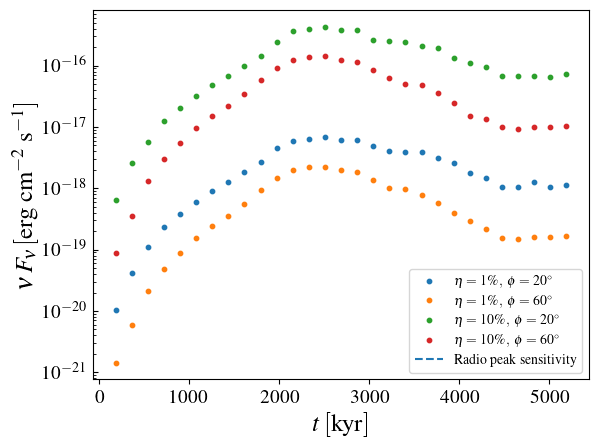 10⁻¹⁶
10⁻¹⁷
10⁻¹⁸
10⁻¹⁹
10⁻²⁰
10⁻²¹
ν Fν [erg cm⁻² s⁻¹]
η = 1%, ϕ = 20°
η = 1%, ϕ = 60°
η = 10%, ϕ = 20°
η = 10%, ϕ = 60°
Radio peak sensitivity
0 1000 2000 3000 4000 5000
t [kyr]